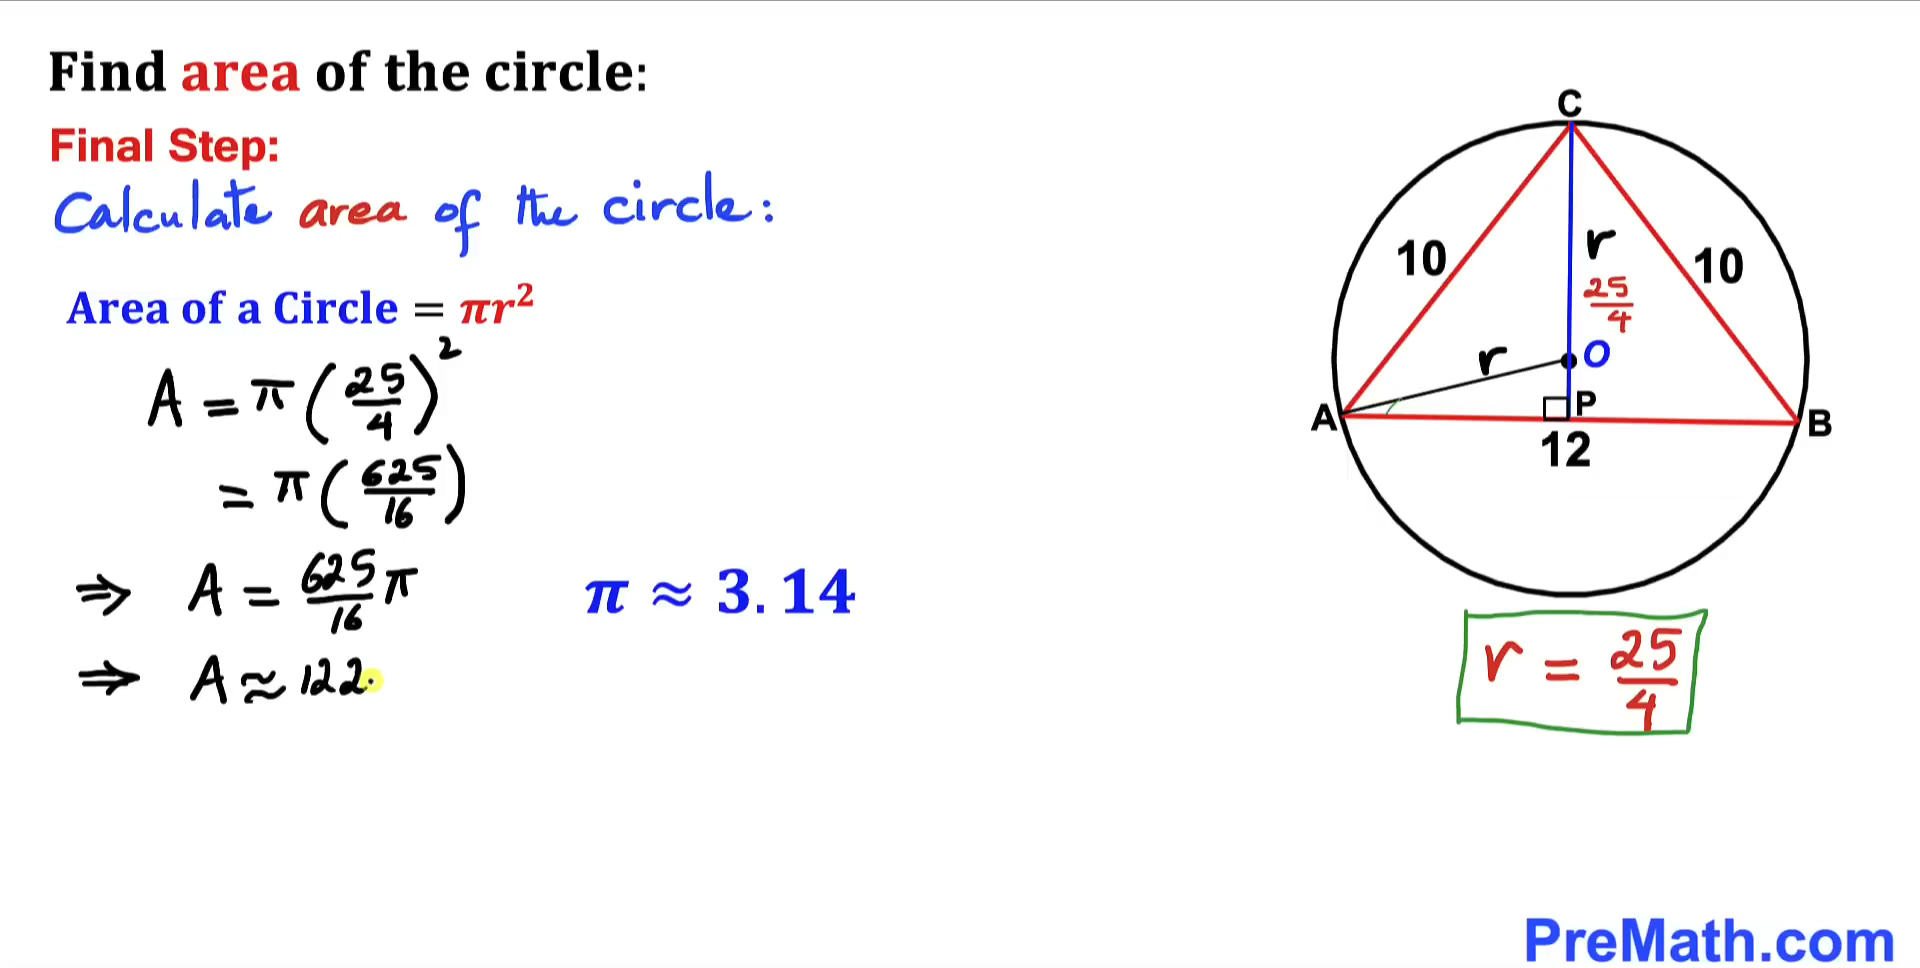 Find area of the circle:
Final Step:
Calculate area of the circle:
Area of a Circle = πr²
A = π(25/4)²
= π(625/16)
⇒ A = 625/16 π
π ≈ 3.14
⇒ A ≈ 122.
C
10
r
10
25/4
r
O
A
P
B
12
r = 25/4
PreMath.com